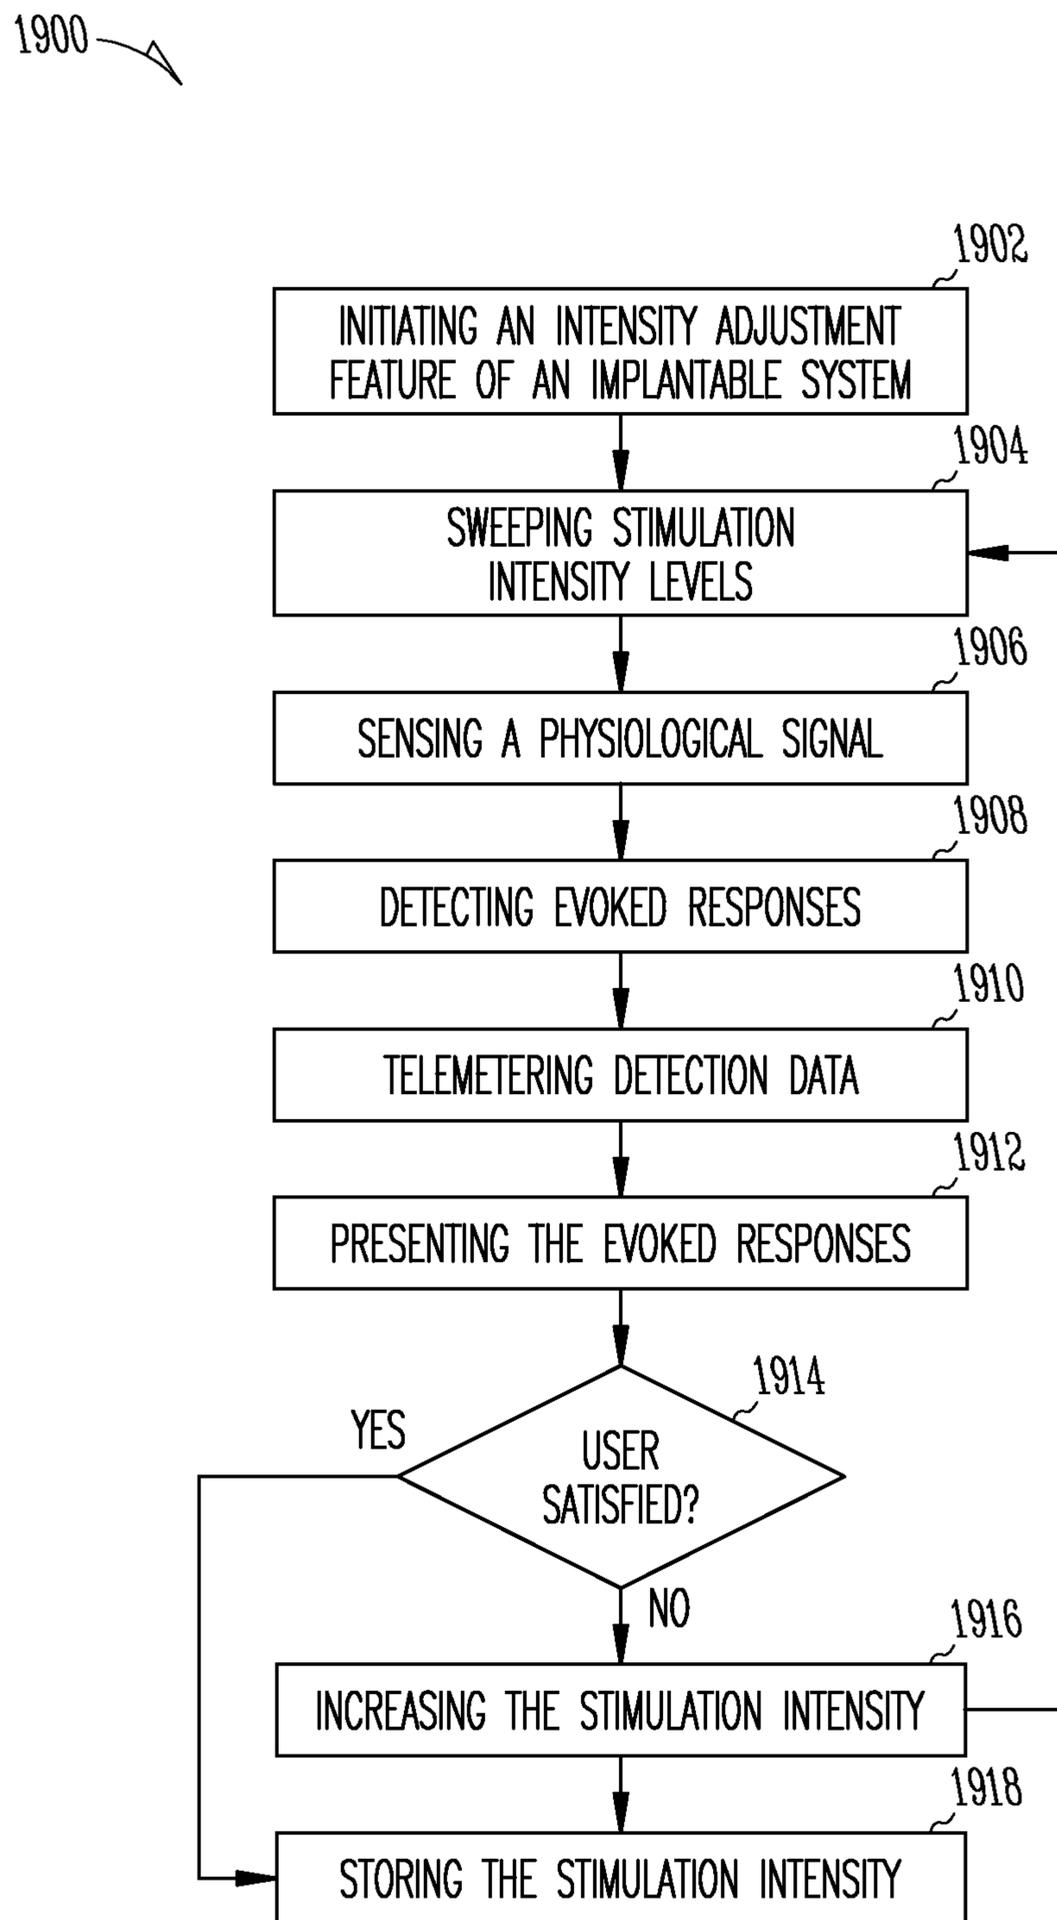 1900
1902
INITIATING AN INTENSITY ADJUSTMENT
FEATURE OF AN IMPLANTABLE SYSTEM
1904
SWEEPING STIMULATION
INTENSITY LEVELS
1906
SENSING A PHYSIOLOGICAL SIGNAL
1908
DETECTING EVOKED RESPONSES
1910
TELEMETERING DETECTION DATA
1912
PRESENTING THE EVOKED RESPONSES
1914
YES
USER
SATISFIED?
NO
1916
INCREASING THE STIMULATION INTENSITY
1918
STORING THE STIMULATION INTENSITY